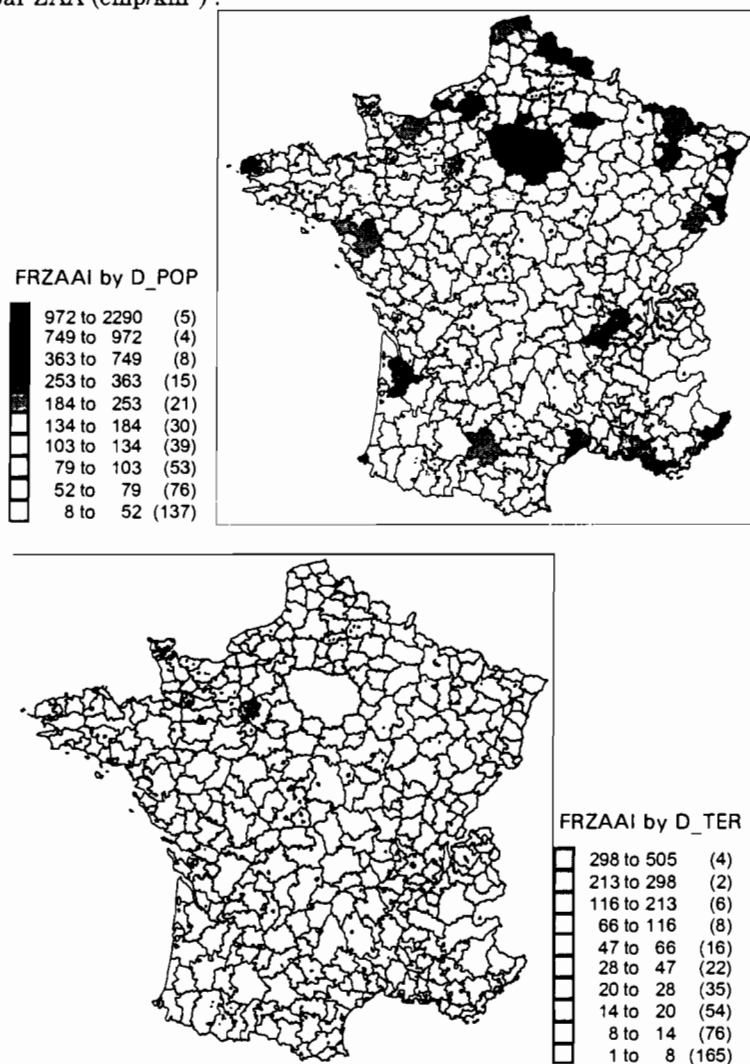 par ZAA (emp/km²) :
FRZAAI by D_POP
972 to 2290 (5)
749 to 972 (4)
363 to 749 (8)
253 to 363 (15)
184 to 253 (21)
134 to 184 (30)
103 to 134 (39)
79 to 103 (53)
52 to 79 (76)
8 to 52 (137)
FRZAAI by D_TER
298 to 505 (4)
213 to 298 (2)
116 to 213 (6)
66 to 116 (8)
47 to 66 (16)
28 to 47 (22)
20 to 28 (35)
14 to 20 (54)
8 to 14 (76)
1 to 8 (165)